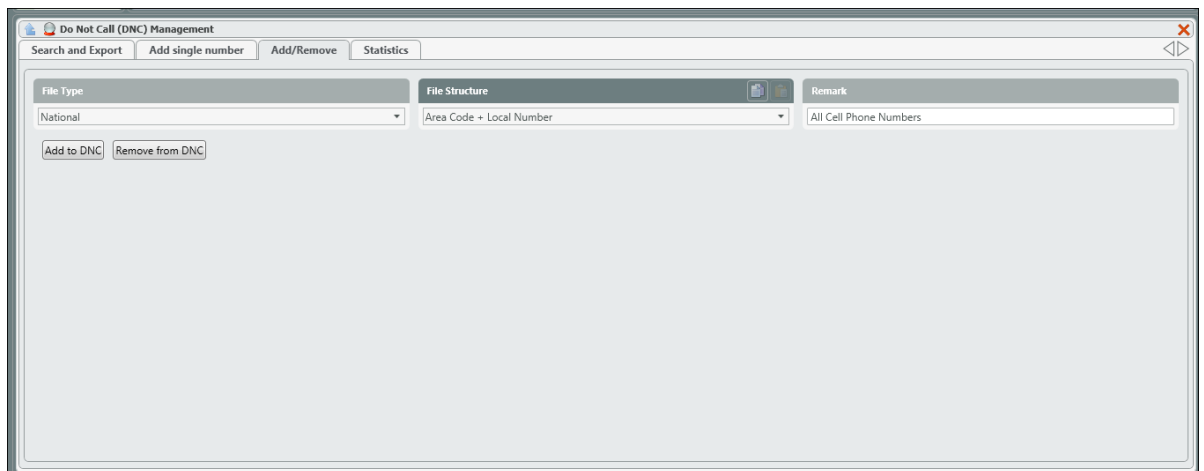 Do Not Call (DNC) Management
Search and Export Add single number Add/Remove Statistics
File Type File Structure Remark
National Area Code + Local Number All Cell Phone Numbers
Add to DNC Remove from DNC